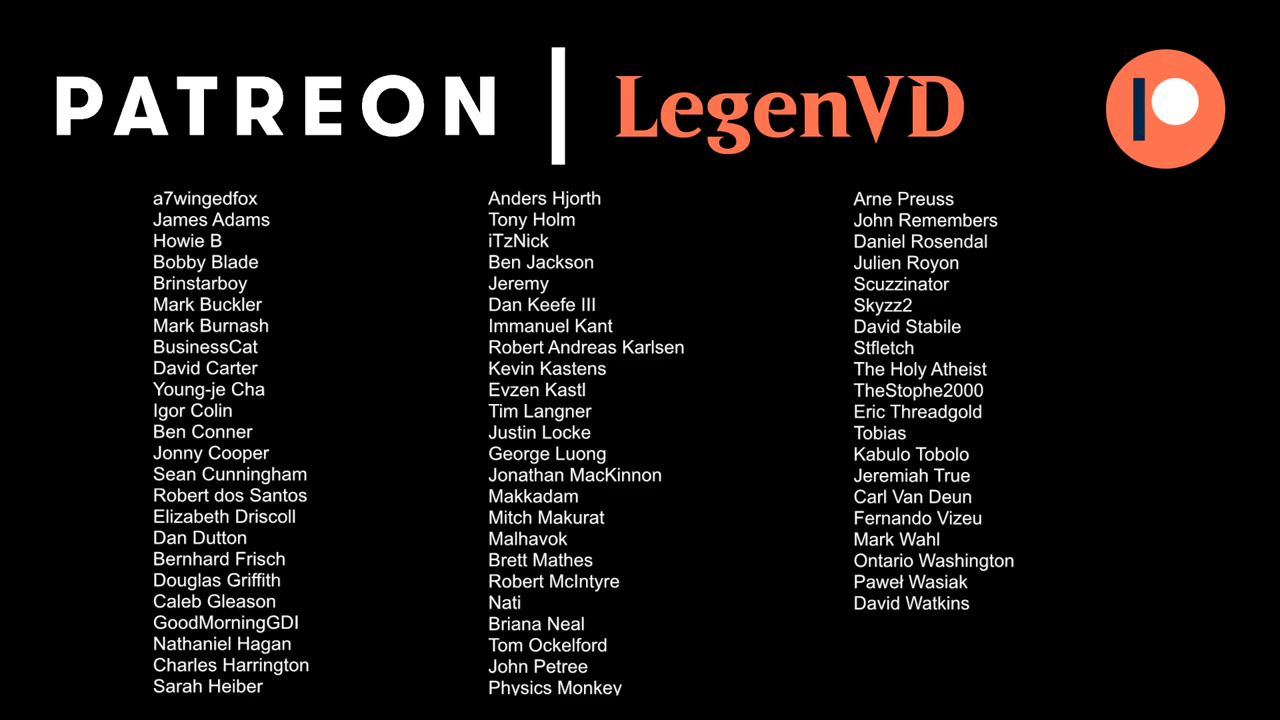 PATREON | LegenVD
a7wingedfox
James Adams
Howie B
Bobby Blade
Brinstarboy
Mark Buckler
Mark Burnash
BusinessCat
David Carter
Young-je Cha
Igor Colin
Ben Conner
Jonny Cooper
Sean Cunningham
Robert dos Santos
Elizabeth Driscoll
Dan Dutton
Bernhard Frisch
Douglas Griffith
Caleb Gleason
GoodMorningGDI
Nathaniel Hagan
Charles Harrington
Sarah Heiber
Anders Hjorth
Tony Holm
iTzNick
Ben Jackson
Jeremy
Dan Keefe III
Immanuel Kant
Robert Andreas Karlsen
Kevin Kastens
Evzen Kastl
Tim Langner
Justin Locke
George Luong
Jonathan MacKinnon
Makkadam
Mitch Makurat
Malhavok
Brett Mathes
Robert McIntyre
Nati
Briana Neal
Tom Ockelford
John Petree
Physics Monkey
Arne Preuss
John Remembers
Daniel Rosendal
Julien Royon
Scuzzinator
Skyzz2
David Stabile
Stfletch
The Holy Atheist
TheStophe2000
Eric Threadgold
Tobias
Kabulo Tobolo
Jeremiah True
Carl Van Deun
Fernando Vizeu
Mark Wahl
Ontario Washington
Paweł Wasiak
David Watkins